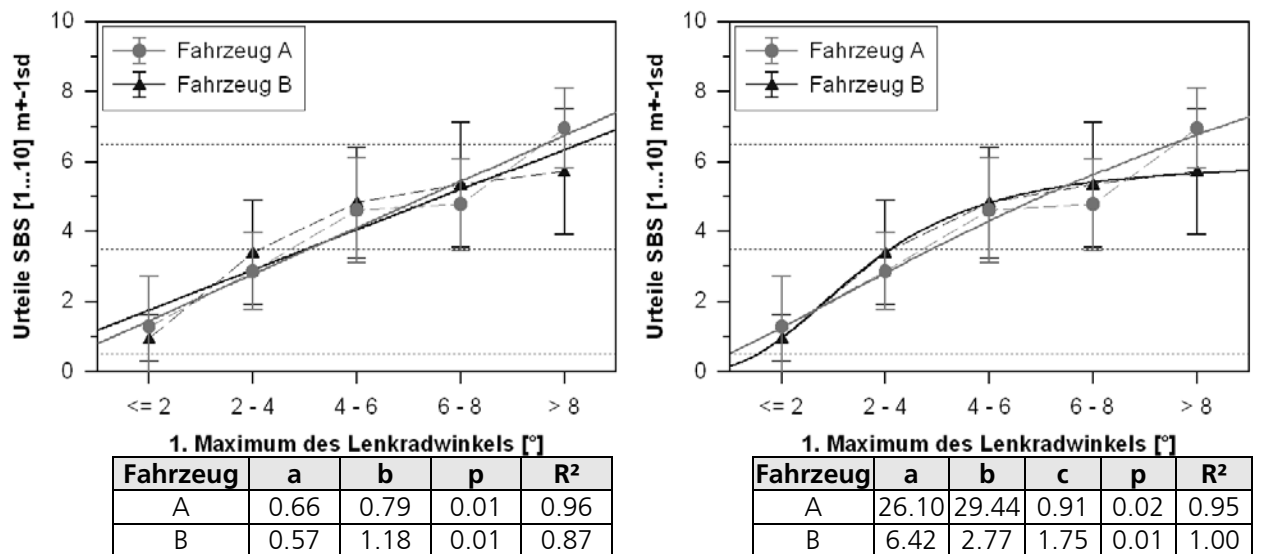 Urteile SBS [1...10] m+-1sd
10
8
6
4
2
0
Fahrzeug A
Fahrzeug B
<= 2 2 - 4 4 - 6 6 - 8 > 8
1. Maximum des Lenkradwinkels [°]
Fahrzeug a b p R²
A 0.66 0.79 0.01 0.96
B 0.57 1.18 0.01 0.87
Urteile SBS [1...10] m+-1sd
10
8
6
4
2
0
Fahrzeug A
Fahrzeug B
<= 2 2 - 4 4 - 6 6 - 8 > 8
1. Maximum des Lenkradwinkels [°]
Fahrzeug a b c p R²
A 26.10 29.44 0.91 0.02 0.95
B 6.42 2.77 1.75 0.01 1.00